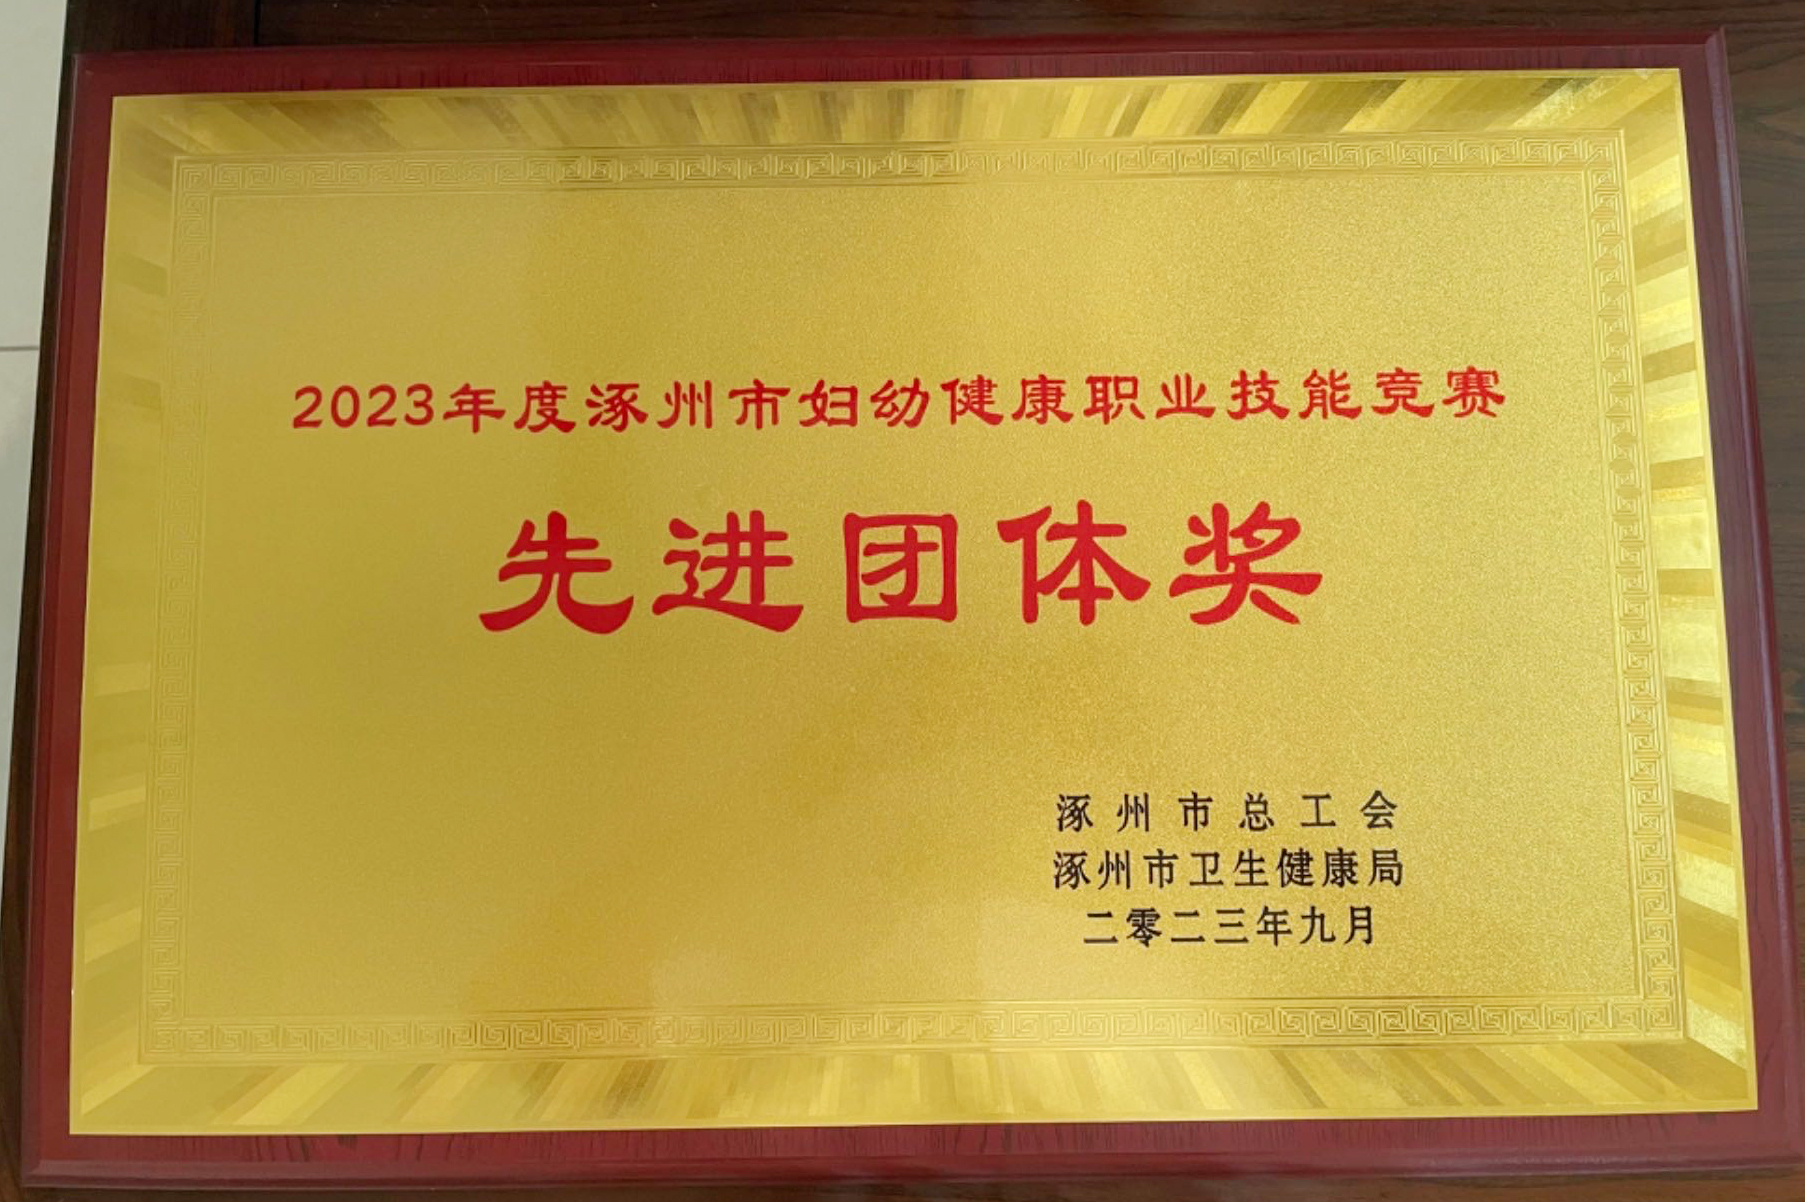 2023年度涿州市妇幼健康职业技能竞赛
先进团体奖
涿州市总工会
涿州市卫生健康局
二零二三年九月